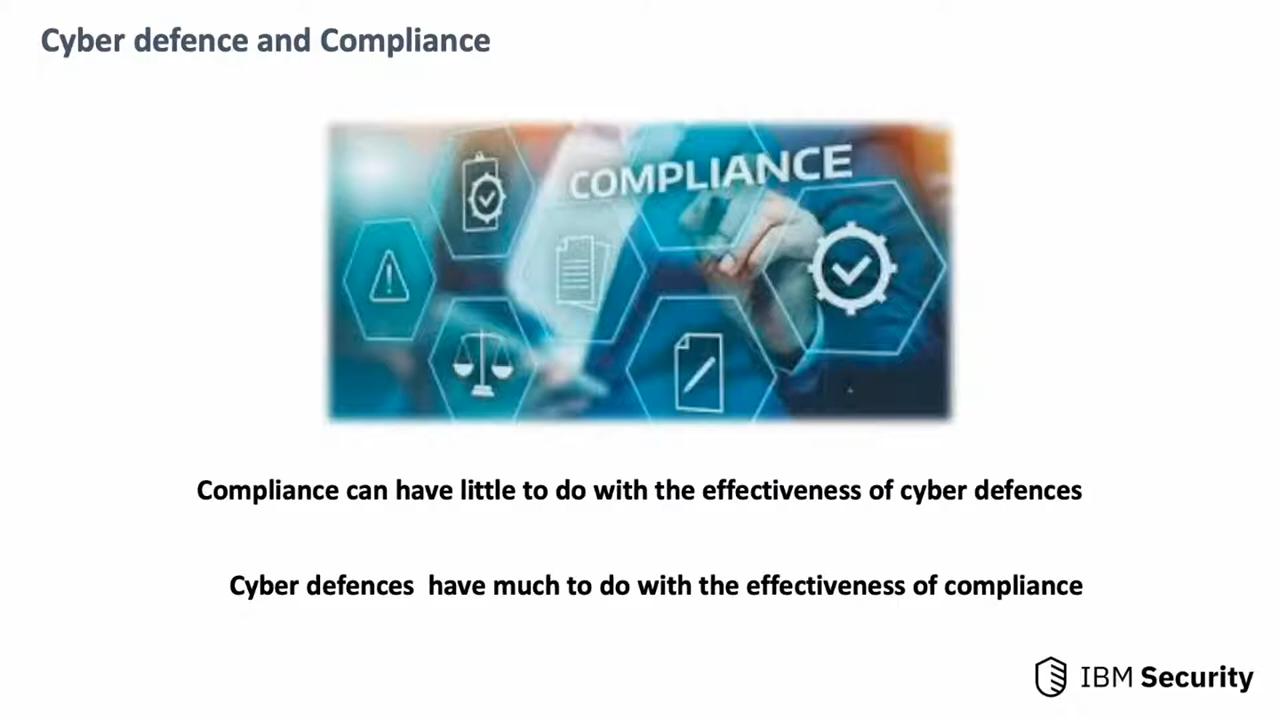 Cyber defence and Compliance
COMPLIANCE
Compliance can have little to do with the effectiveness of cyber defences
Cyber defences  have much to do with the effectiveness of compliance
IBM Security